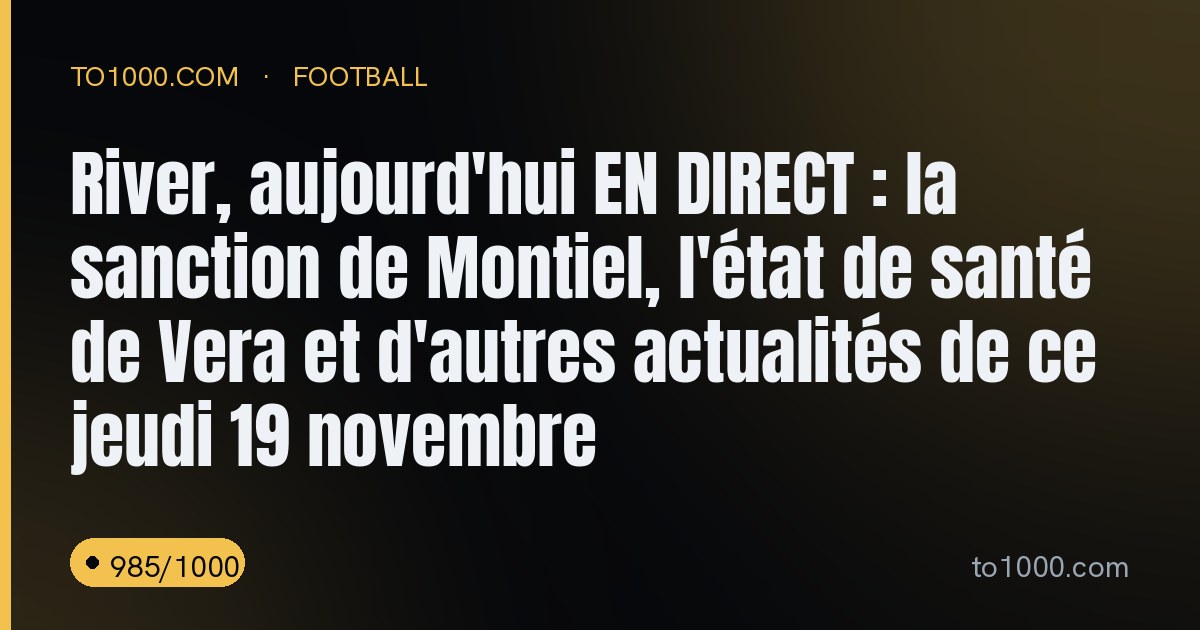 TO1000.COM · FOOTBALL
River, aujourd'hui EN DIRECT : la
sanction de Montiel, l'état de santé
de Vera et d'autres actualités de ce
jeudi 19 novembre
985/1000
to1000.com